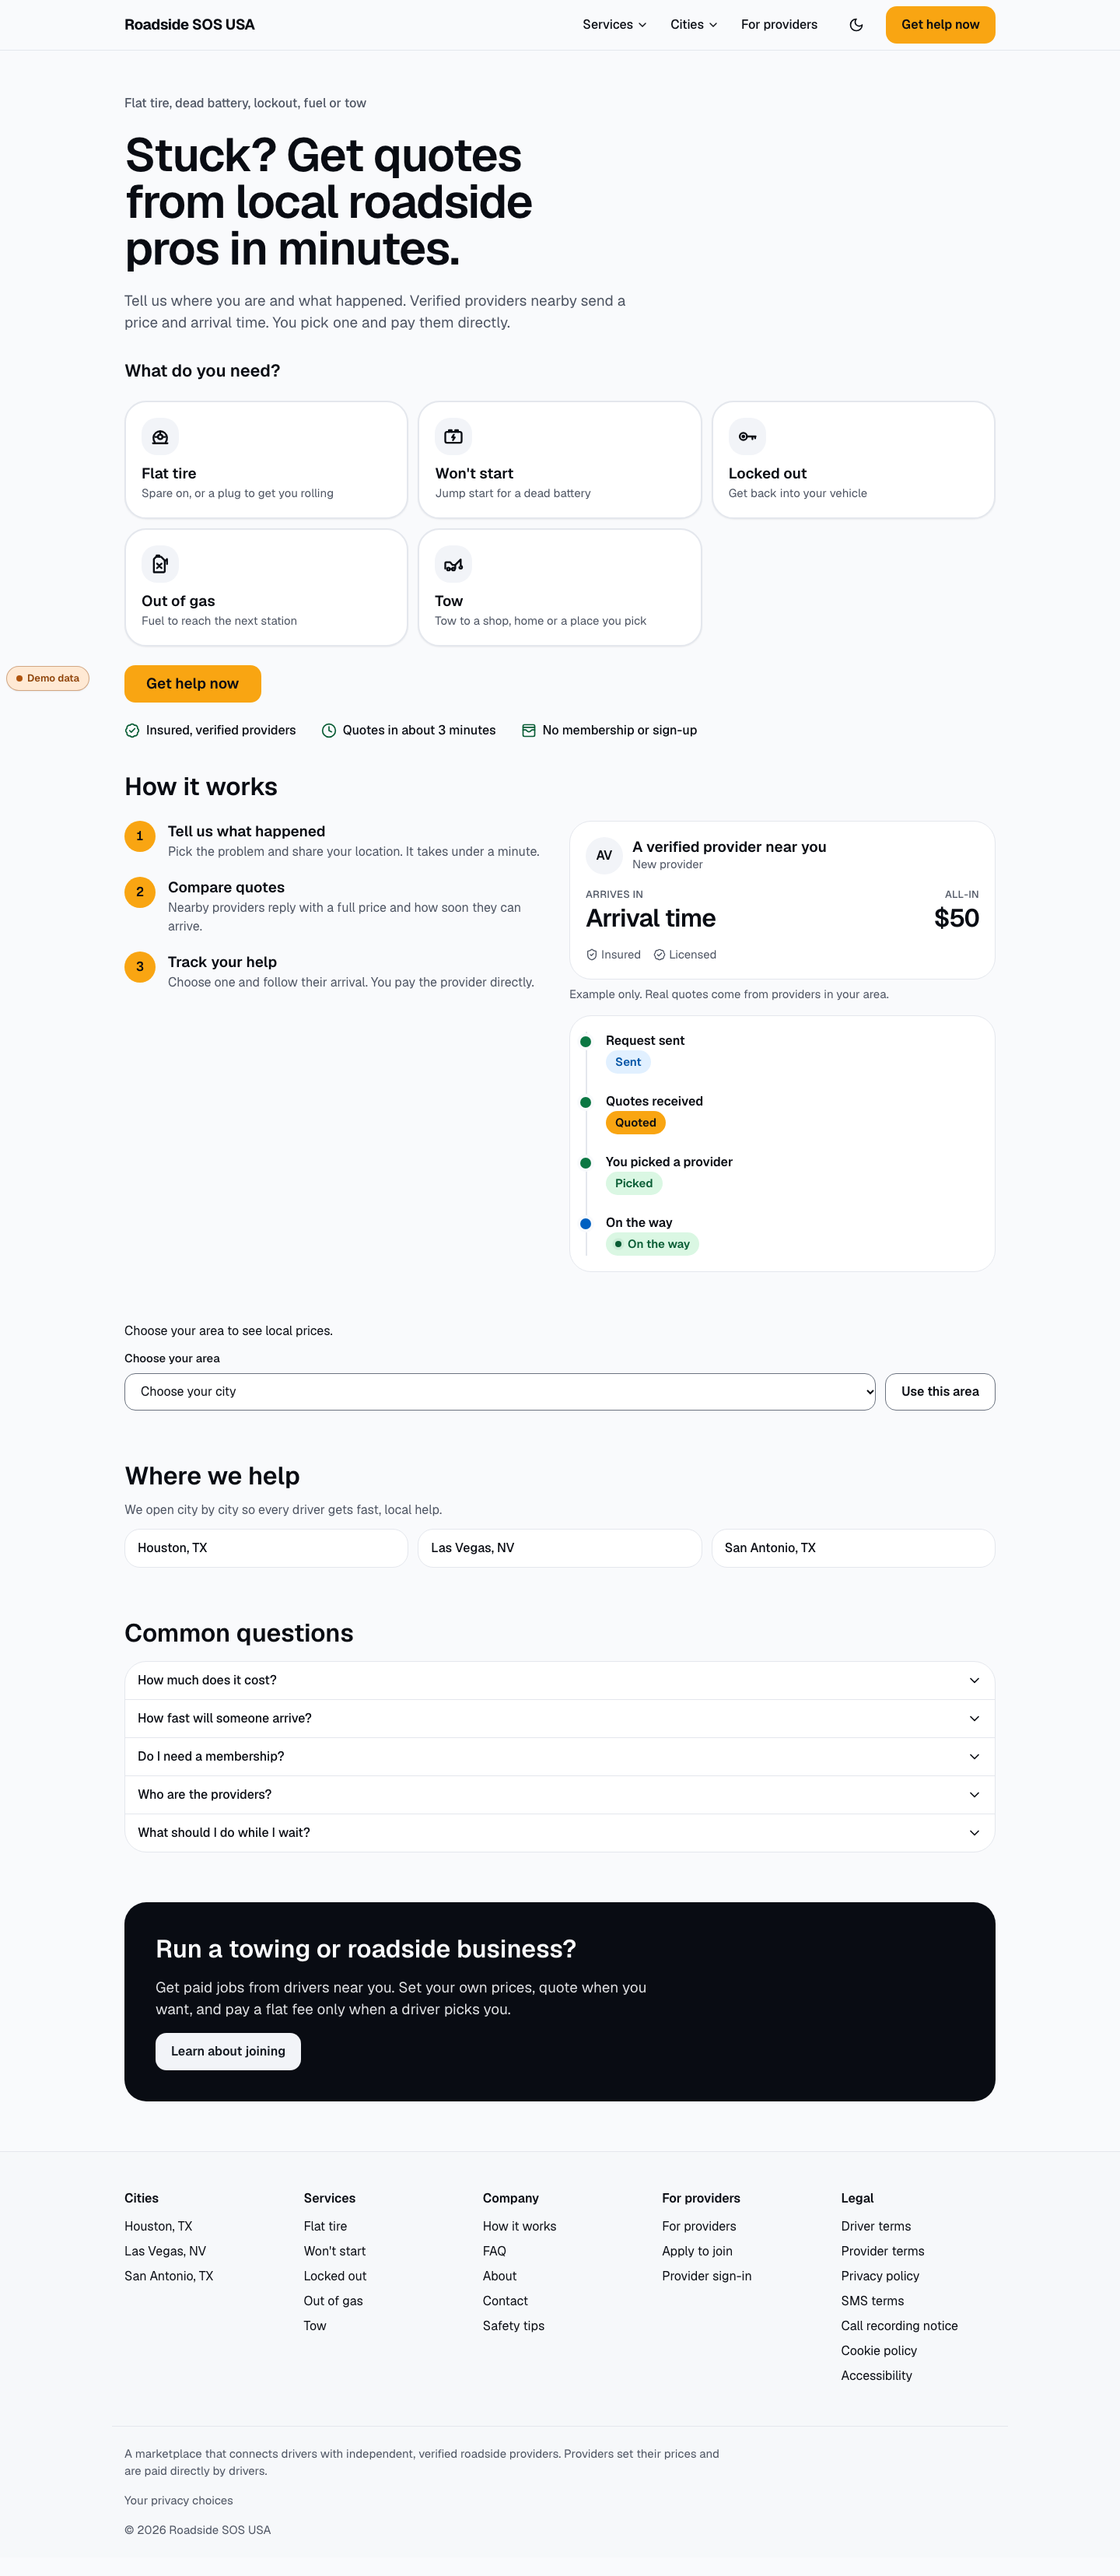 Roadside SOS USA
Services
Cities
For providers
Get help now
Flat tire, dead battery, lockout, fuel or tow
Stuck? Get quotes
from local roadside
pros in minutes.
Tell us where you are and what happened. Verified providers nearby send a
price and arrival time. You pick one and pay them directly.
What do you need?
Flat tire
Spare on, or a plug to get you rolling
Won't start
Jump start for a dead battery
Locked out
Get back into your vehicle
Out of gas
Fuel to reach the next station
Tow
Tow to a shop, home or a place you pick
Demo data
Get help now
Insured, verified providers
Quotes in about 3 minutes
No membership or sign-up
How it works
1
Tell us what happened
Pick the problem and share your location. It takes under a minute.
2
Compare quotes
Nearby providers reply with a full price and how soon they can
arrive.
3
Track your help
Choose one and follow their arrival. You pay the provider directly.
AV
A verified provider near you
New provider
ARRIVES IN
ALL-IN
Arrival time
$50
Insured
Licensed
Example only. Real quotes come from providers in your area.
Request sent
Sent
Quotes received
Quoted
You picked a provider
Picked
On the way
On the way
Choose your area to see local prices.
Choose your area
Choose your city
Use this area
Where we help
We open city by city so every driver gets fast, local help.
Houston, TX
Las Vegas, NV
San Antonio, TX
Common questions
How much does it cost?
How fast will someone arrive?
Do I need a membership?
Who are the providers?
What should I do while I wait?
Run a towing or roadside business?
Get paid jobs from drivers near you. Set your own prices, quote when you
want, and pay a flat fee only when a driver picks you.
Learn about joining
Cities
Houston, TX
Las Vegas, NV
San Antonio, TX
Services
Flat tire
Won't start
Locked out
Out of gas
Tow
Company
How it works
FAQ
About
Contact
Safety tips
For providers
For providers
Apply to join
Provider sign-in
Legal
Driver terms
Provider terms
Privacy policy
SMS terms
Call recording notice
Cookie policy
Accessibility
A marketplace that connects drivers with independent, verified roadside providers. Providers set their prices and
are paid directly by drivers.
Your privacy choices
© 2026 Roadside SOS USA